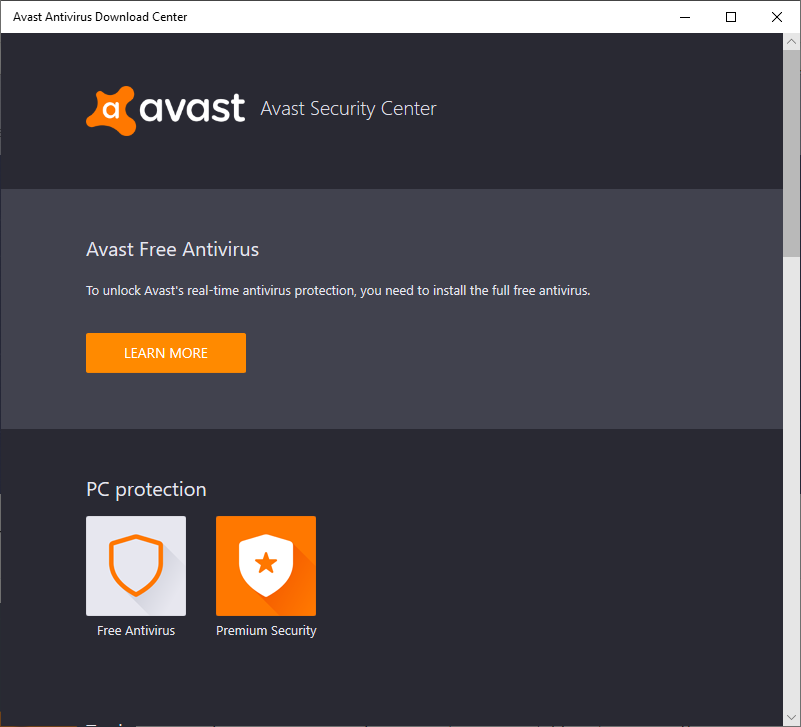 Avast Antivirus Download Center
avast Avast Security Center
Avast Free Antivirus
To unlock Avast's real-time antivirus protection, you need to install the full free antivirus.
LEARN MORE
PC protection
Free Antivirus
Premium Security